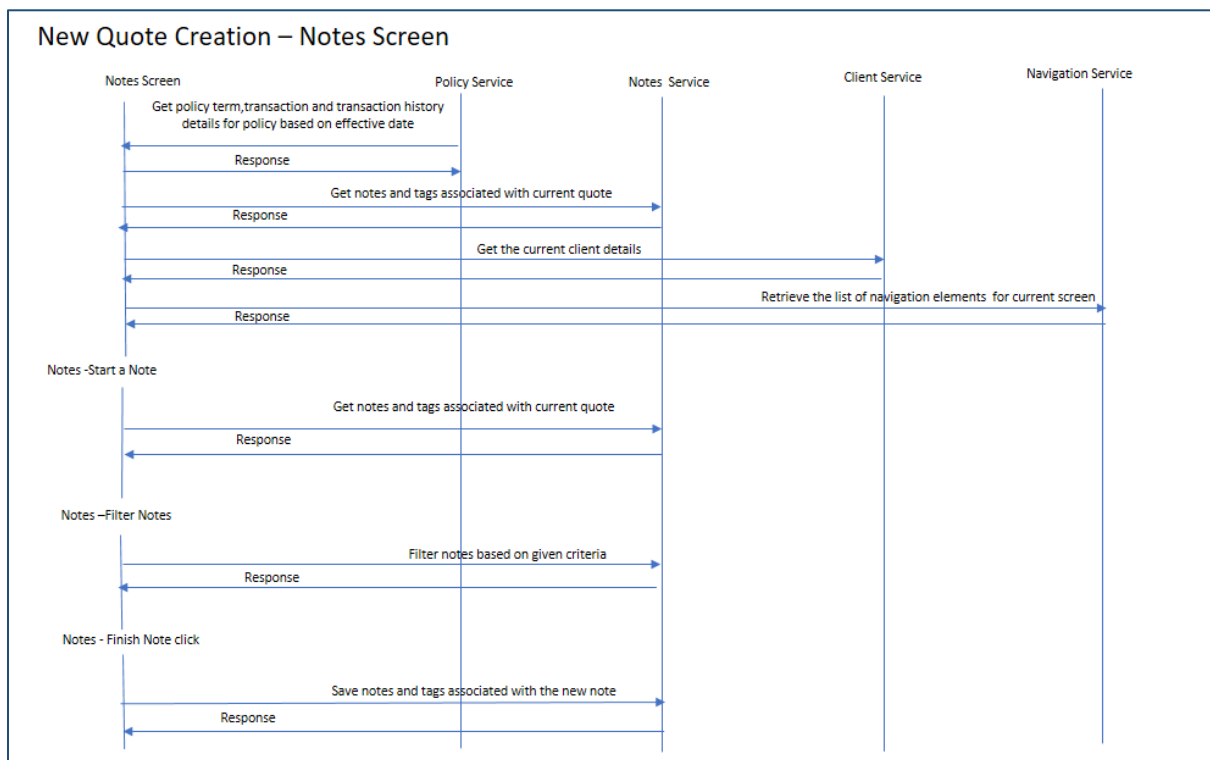 New Quote Creation – Notes Screen
Notes Screen
Policy Service
Notes  Service
Client Service
Navigation Service
Get policy term,transaction and transaction history
details for policy based on effective date
Response
Get notes and tags associated with current quote
Response
Get the current client details
Response
Retrieve the list of navigation elements  for current screen
Response
Notes -Start a Note
Get notes and tags associated with current quote
Response
Notes –Filter Notes
Filter notes based on given criteria
Response
Notes - Finish Note click
Save notes and tags associated with the new note
Response